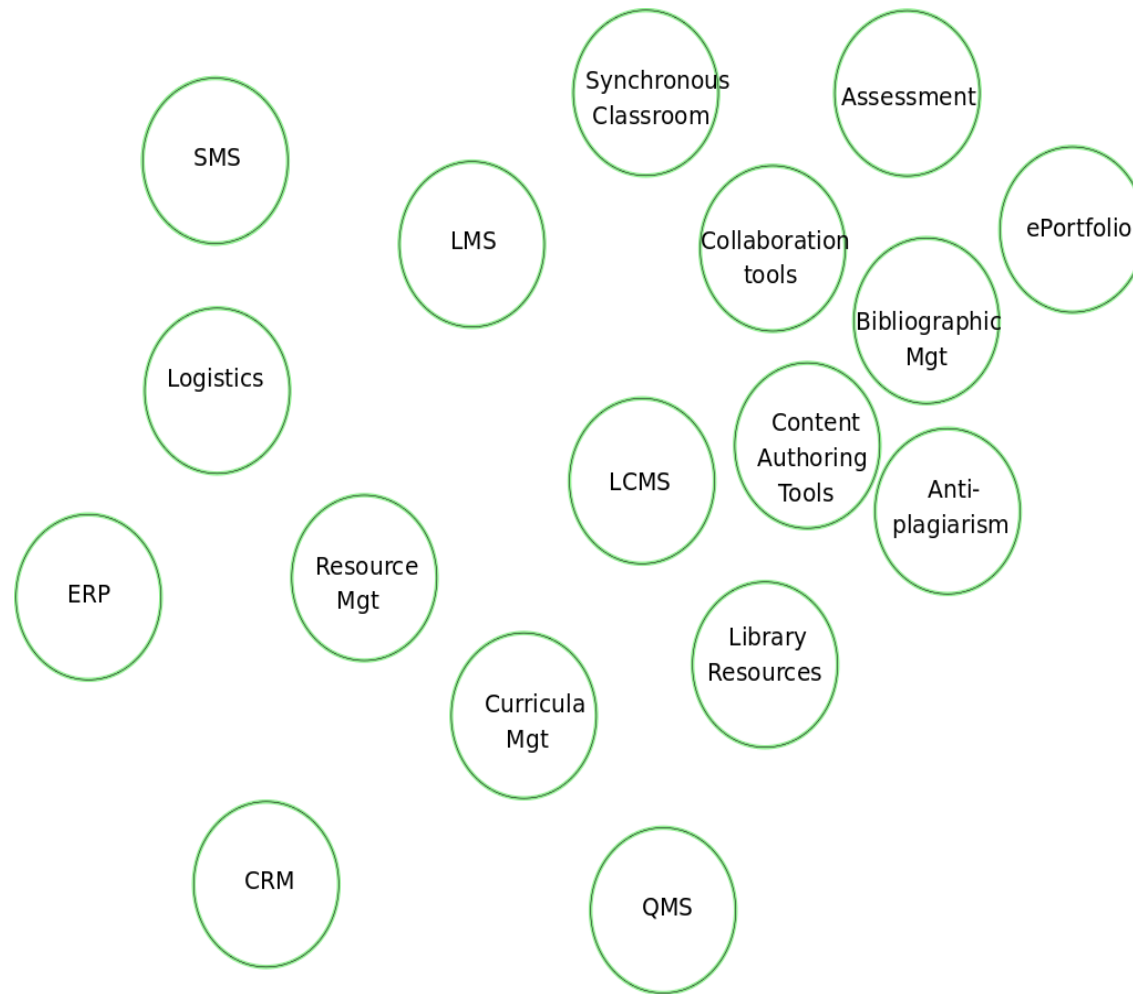 Synchronous
Classroom
Assessment
SMS
LMS
Collaboration
tools
ePortfolio
Bibliographic
Mgt
Logistics
Content
Authoring
Tools
LCMS
Anti-
plagiarism
ERP
Resource
Mgt
Library
Resources
Curricula
Mgt
CRM
QMS